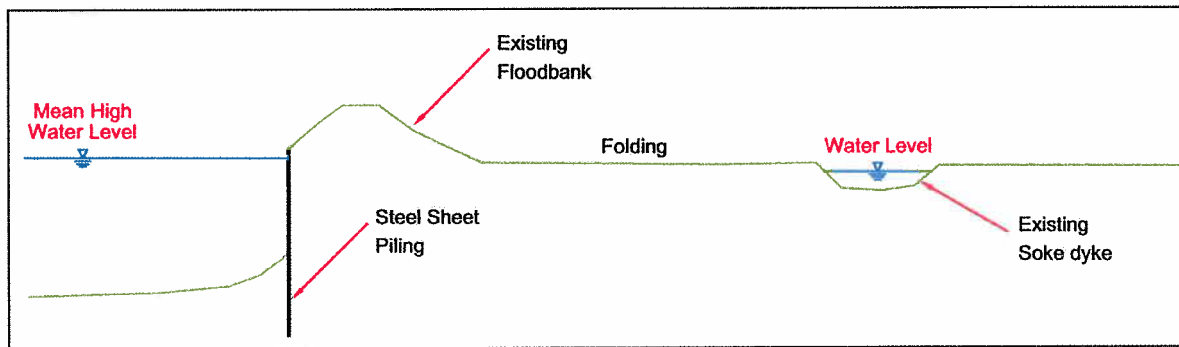 Existing
Floodbank
Mean High
Water Level
Folding
Water Level
Steel Sheet
Piling
Existing
Soke dyke